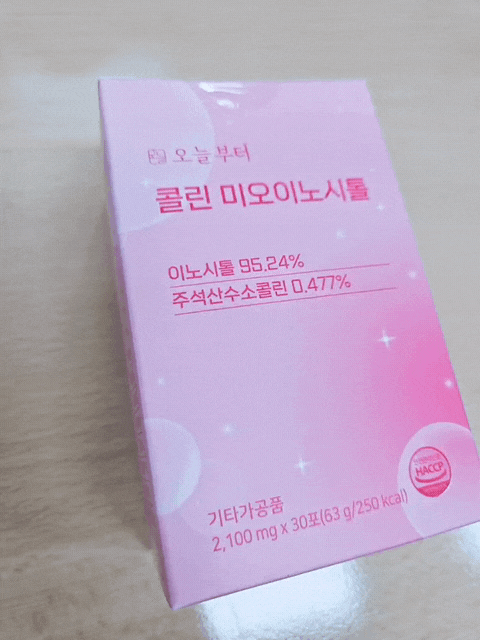 오늘부터
콜린 미오이노시톨
이노시톨 95.24%
주석산수소콜린 0.477%
HACCP
기타가공품
2,100 mg x 30포(63 g/250 kcal)